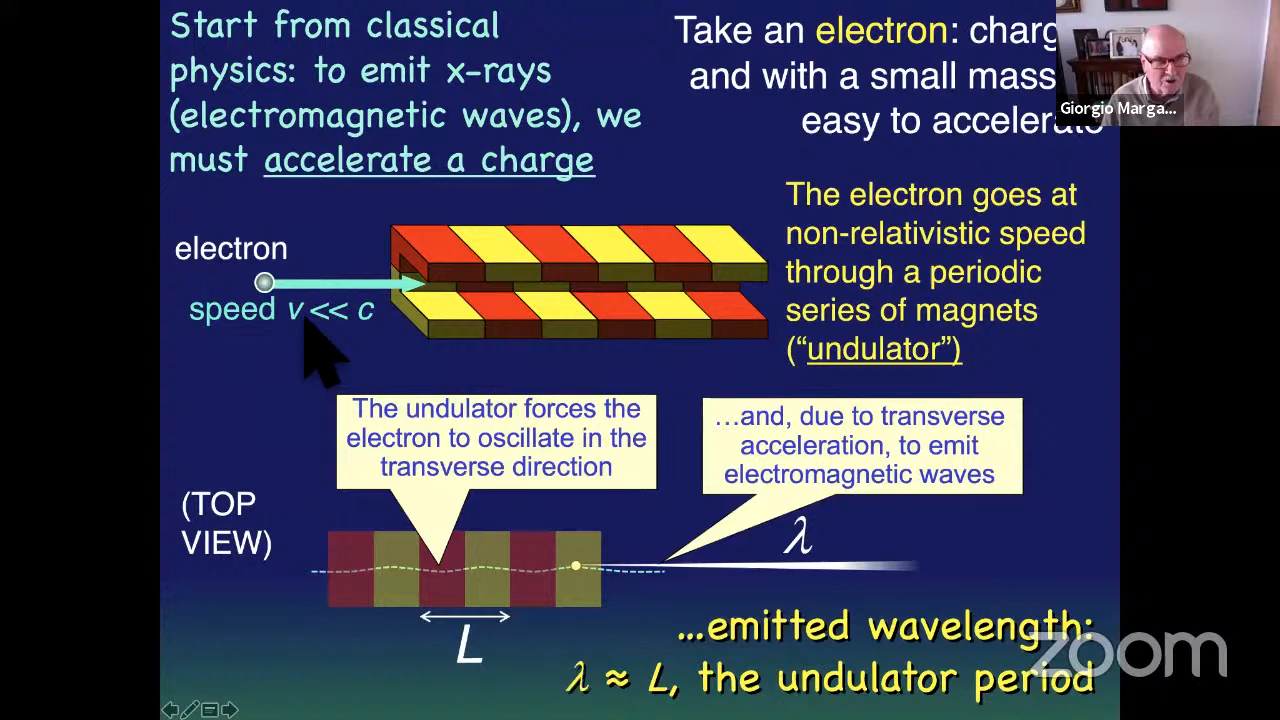 Start from classical
physics: to emit x-rays
(electromagnetic waves), we
must accelerate a charge
Take an electron: charg
and with a small mass
easy to accelerate
Giorgio Marga...
The electron goes at
non-relativistic speed
through a periodic
series of magnets
(“undulator”)
electron
speed v << c
The undulator forces the
electron to oscillate in the
transverse direction
...and, due to transverse
acceleration, to emit
electromagnetic waves
(TOP
VIEW)
λ
L
...emitted wavelength:
λ ≈ L, the undulator period
zoom